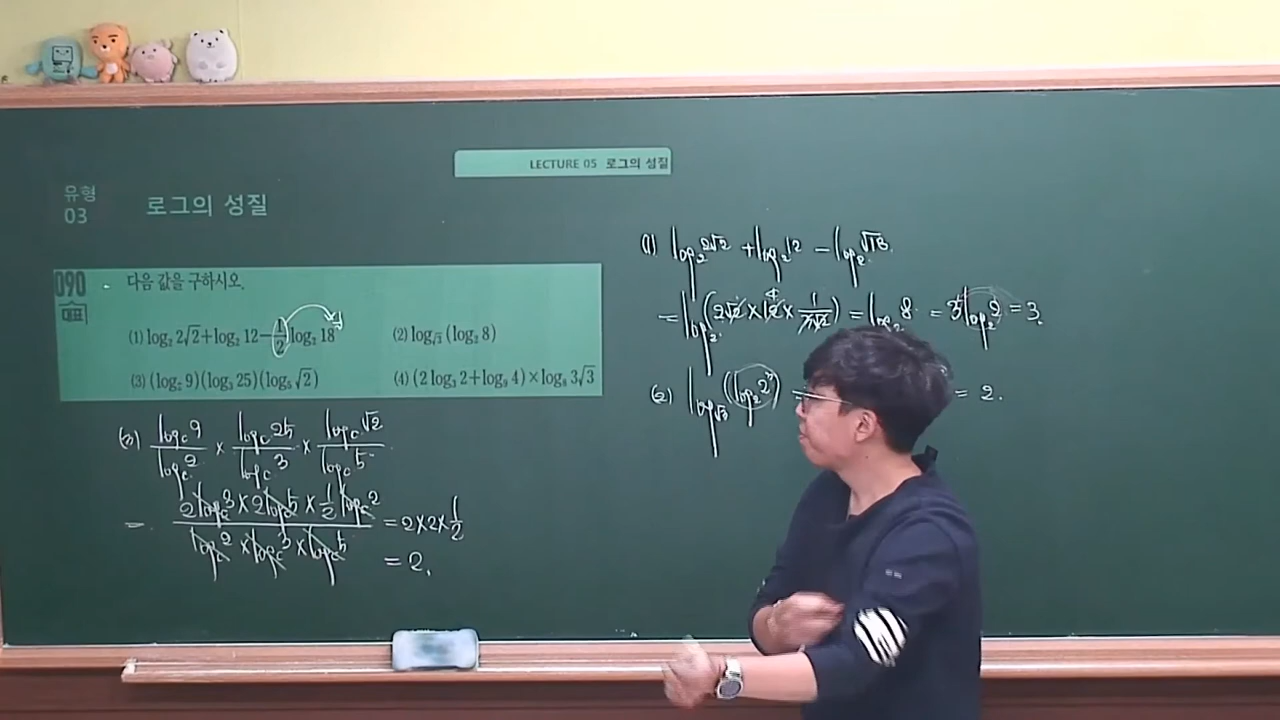 LECTURE 05 로그의 성질
유형
03
로그의 성질
090
대표
다음 값을 구하시오.
(1) log₂ 2√2 + log₂ 12 − 1/2 log₂ 18
(2) log_√3 (log₂ 8)
(3) (log₂ 9)(log₃ 25)(log₅ √2)
(4) (2 log₃ 2 + log₉ 4) × log₈ 3√3
(1) log₂ 2√2 + log₂ 12 − log₂ √18
= log₂ (2√2 × 12 × 1/3√2) = log₂ 8 = 3 log₂ 2 = 3.
(2) log_√3 (log₂ 2³) = = 2.
(3) log_c 9 / log_c 2 × log_c 25 / log_c 3 × log_c √2 / log_c 5
= 2 log_c 3 × 2 log_c 5 × 1/2 log_c 2 / log_c 2 × log_c 3 × log_c 5 = 2×2×1/2
= 2.